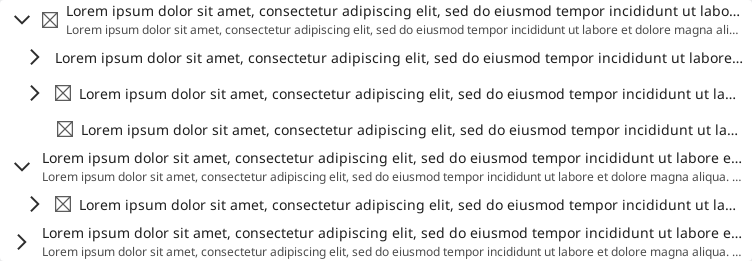 Lorem ipsum dolor sit amet, consectetur adipiscing elit, sed do eiusmod tempor incididunt ut labo...
Lorem ipsum dolor sit amet, consectetur adipiscing elit, sed do eiusmod tempor incididunt ut labore et dolore magna ali...
Lorem ipsum dolor sit amet, consectetur adipiscing elit, sed do eiusmod tempor incididunt ut labore...
Lorem ipsum dolor sit amet, consectetur adipiscing elit, sed do eiusmod tempor incididunt ut la...
Lorem ipsum dolor sit amet, consectetur adipiscing elit, sed do eiusmod tempor incididunt ut la...
Lorem ipsum dolor sit amet, consectetur adipiscing elit, sed do eiusmod tempor incididunt ut labore e...
Lorem ipsum dolor sit amet, consectetur adipiscing elit, sed do eiusmod tempor incididunt ut labore et dolore magna aliqua. ...
Lorem ipsum dolor sit amet, consectetur adipiscing elit, sed do eiusmod tempor incididunt ut la...
Lorem ipsum dolor sit amet, consectetur adipiscing elit, sed do eiusmod tempor incididunt ut labore e...
Lorem ipsum dolor sit amet, consectetur adipiscing elit, sed do eiusmod tempor incididunt ut labore et dolore magna aliqua. ...